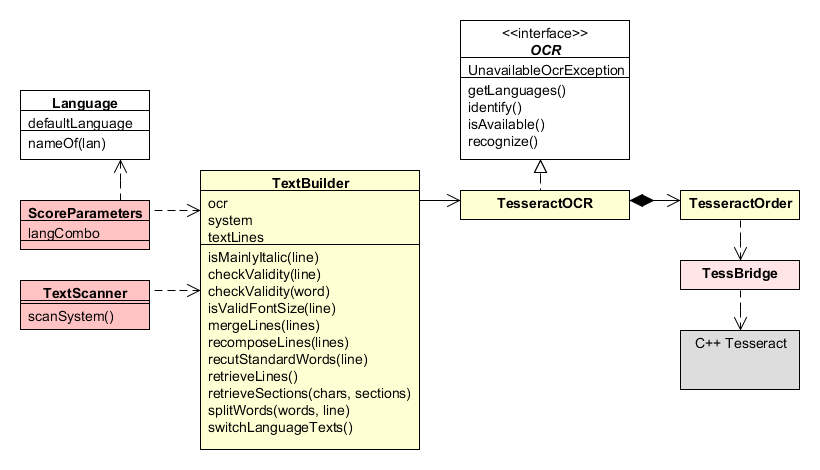 <<interface>>
OCR
UnavailableOcrException
getLanguages()
identify()
isAvailable()
recognize()
Language
defaultLanguage
nameOf(lan)
ScoreParameters
langCombo
TextScanner
scanSystem()
TextBuilder
ocr
system
textLines
isMainlyItalic(line)
checkValidity(line)
checkValidity(word)
isValidFontSize(line)
mergeLines(lines)
recomposeLines(lines)
recutStandardWords(line)
retrieveLines()
retrieveSections(chars, sections)
splitWords(words, line)
switchLanguageTexts()
TesseractOCR
TesseractOrder
TessBridge
C++ Tesseract